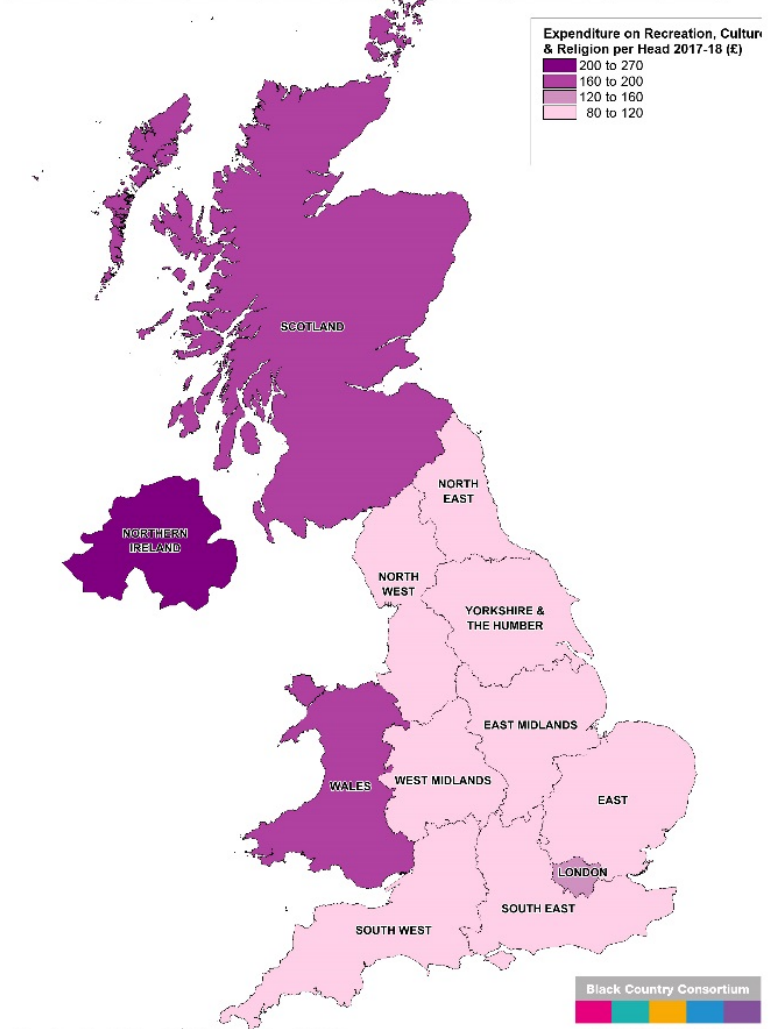 Expenditure on Recreation, Culture
& Religion per Head 2017-18 (£)
200 to 270
160 to 200
120 to 160
80 to 120
SCOTLAND
NORTH
EAST
NORTHERN
IRELAND
NORTH
WEST
YORKSHIRE &
THE HUMBER
EAST MIDLANDS
WEST MIDLANDS
WALES
EAST
LONDON
SOUTH EAST
SOUTH WEST
Black Country Consortium